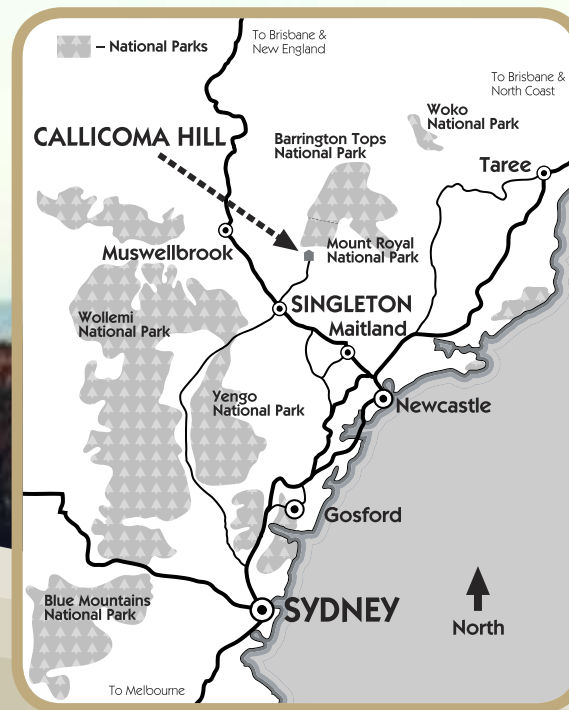 – National Parks
To Brisbane &
New England
To Brisbane &
North Coast
Woko
National Park
CALLICOMA HILL
Barrington Tops
National Park
Taree
Muswellbrook
Mount Royal
National Park
SINGLETON
Maitland
Wollemi
National Park
Yengo
National Park
Newcastle
Gosford
Blue Mountains
National Park
SYDNEY
North
To Melbourne